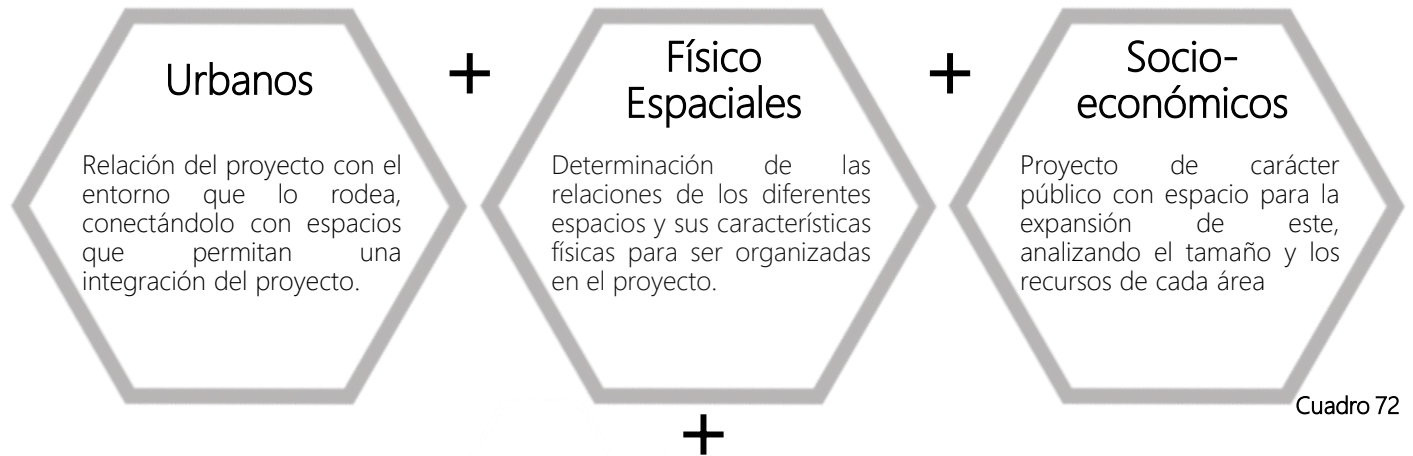 Urbanos
Relación del proyecto con el
entorno que lo rodea,
conectándolo con espacios
que permitan una
integración del proyecto.
+
Físico
Espaciales
Determinación de las
relaciones de los diferentes
espacios y sus características
físicas para ser organizadas
en el proyecto.
+
Socio-
económicos
Proyecto de carácter
público con espacio para la
expansión de este,
analizando el tamaño y los
recursos de cada área
Cuadro 72
+